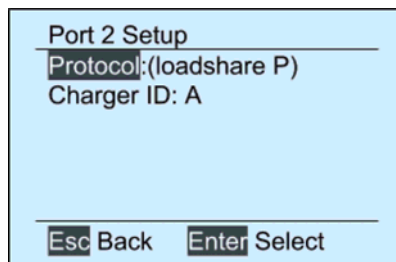 Port 2 Setup
Protocol:(loadshare P)
Charger ID: A
Esc Back Enter Select